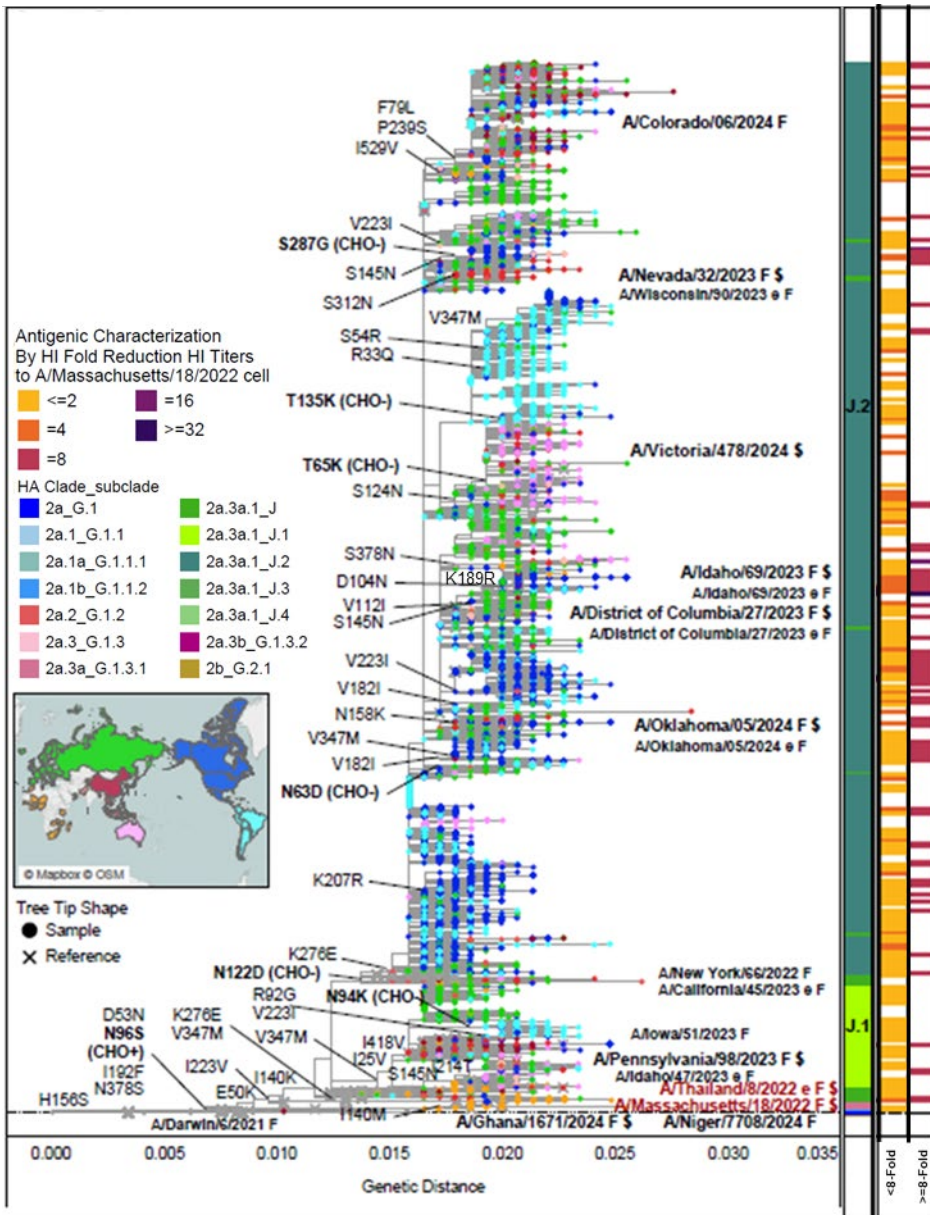 F79L
P239S
I529V
A/Colorado/06/2024 F
V223I
S287G (CHO-)
S145N
S312N
A/Nevada/32/2023 F $
A/Wisconsin/90/2023 e F
V347M
S54R
R33Q
T135K (CHO-)
T65K (CHO-)
S124N
A/Victoria/478/2024 $
S378N
K189R
D104N
V112I
S145N
A/Idaho/69/2023 F $
A/Idaho/69/2023 e F
A/District of Columbia/27/2023 F $
A/District of Columbia/27/2023 e F
V223I
V182I
N158K
V347M
V182I
N63D (CHO-)
A/Oklahoma/05/2024 F $
A/Oklahoma/05/2024 e F
K207R
K276E
N122D (CHO-)
R92G
N94K (CHO-)
V223I
A/New York/66/2022 F
A/California/45/2023 e F
D53N
N96S
(CHO+)
I192F
N378S
K276E
V347M
V347M
I418V
I25V
S145N
I223V
I140K
E50K
H156S
I140M
A/Iowa/51/2023 F
A/Pennsylvania/98/2023 F $
A/Idaho/47/2023 e F
A/Thailand/8/2022 e F $
A/Massachusetts/18/2022 F $
A/Darwin/6/2021 F
A/Ghana/1671/2024 F $
A/Niger/7708/2024 F
Antigenic Characterization
By HI Fold Reduction HI Titers
to A/Massachusetts/18/2022 cell
<=2
=16
=4
>=32
=8
HA Clade_subclade
2a_G.1
2a.3a.1_J
2a.1_G.1.1
2a.3a.1_J.1
2a.1a_G.1.1.1
2a.3a.1_J.2
2a.1b_G.1.1.2
2a.3a.1_J.3
2a.2_G.1.2
2a.3a.1_J.4
2a.3_G.1.3
2a.3b_G.1.3.2
2a.3a_G.1.3.1
2b_G.2.1
© Mapbox © OSM
Tree Tip Shape
Sample
Reference
J.2
J.1
0.000
0.005
0.010
0.015
0.020
0.025
0.030
0.035
Genetic Distance
<8-Fold
>=8-Fold